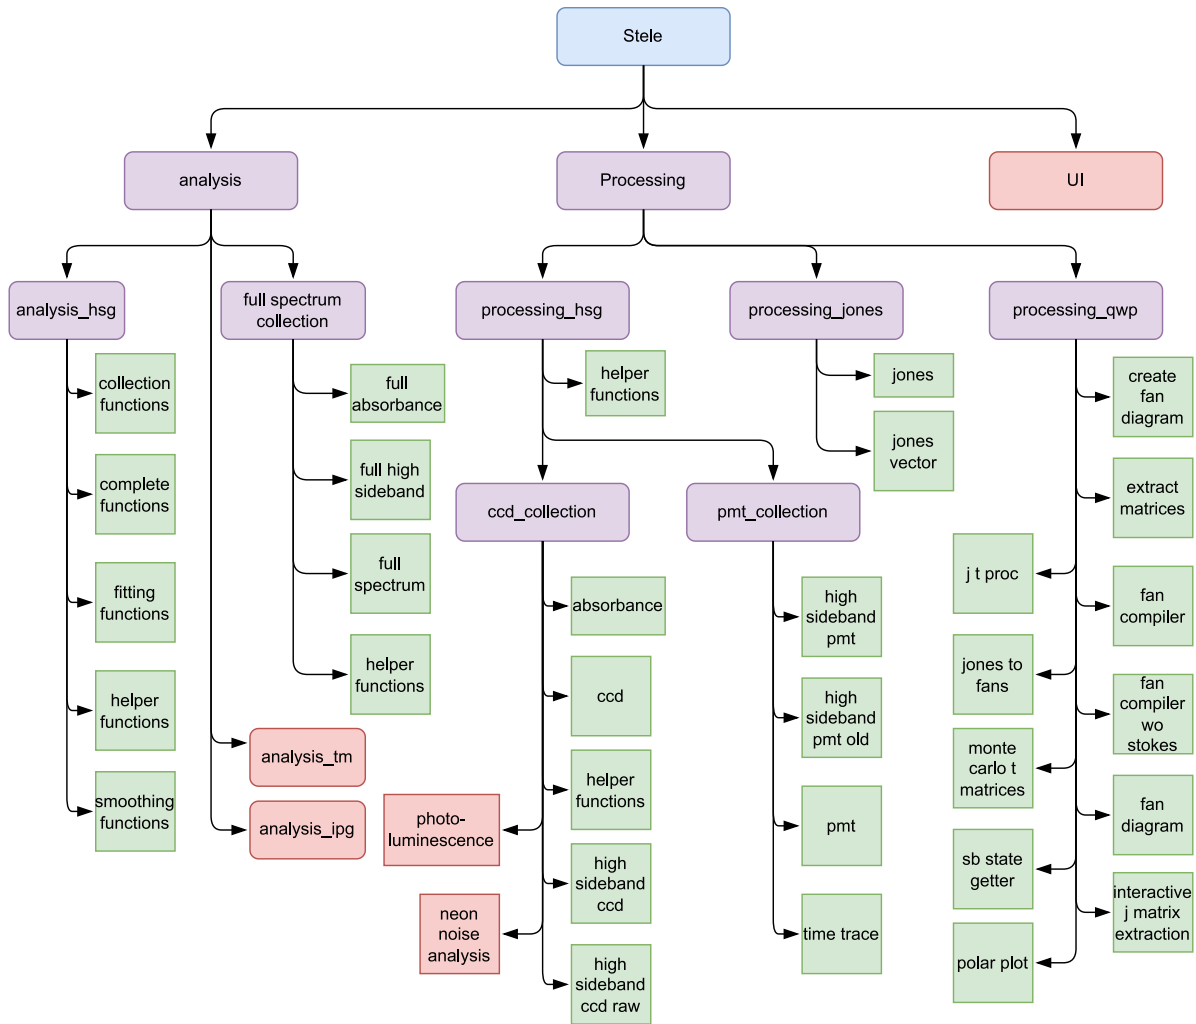 Stele
analysis
Processing
UI
analysis_hsg
full spectrum
collection
processing_hsg
processing_jones
processing_qwp
collection
functions
complete
functions
fitting
functions
helper
functions
smoothing
functions
full
absorbance
full high
sideband
full
spectrum
helper
functions
analysis_tm
analysis_ipg
helper
functions
ccd_collection
pmt_collection
absorbance
ccd
helper
functions
photo-
luminescence
high
sideband
ccd
neon
noise
analysis
high
sideband
ccd raw
high
sideband
pmt
high
sideband
pmt old
pmt
time trace
jones
jones
vector
create
fan
diagram
extract
matrices
j t proc
fan
compiler
jones to
fans
fan
compiler
wo
stokes
monte
carlo t
matrices
fan
diagram
sb state
getter
interactive
j matrix
extraction
polar plot